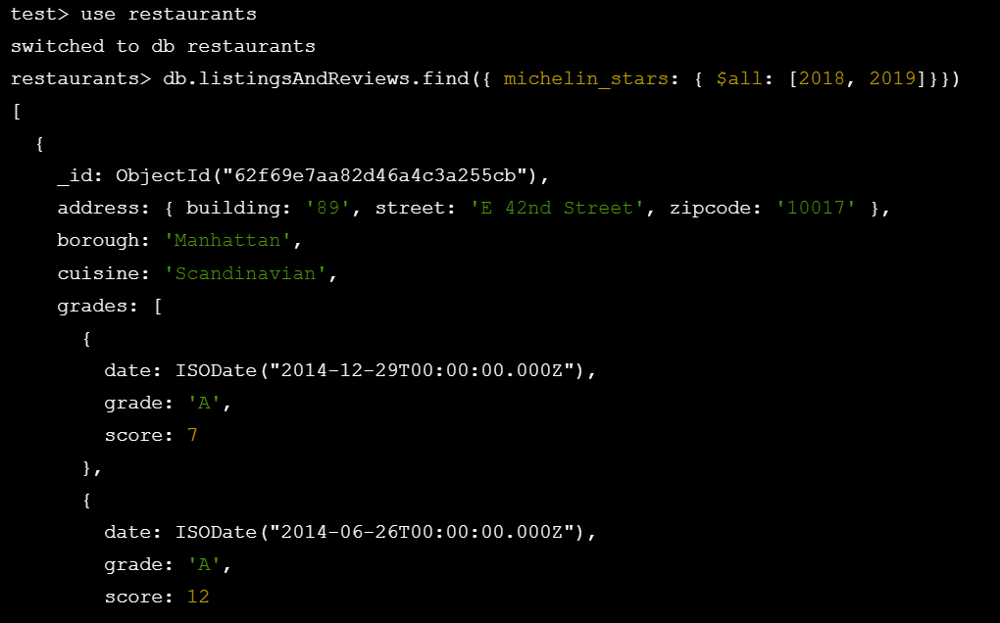 test> use restaurants
switched to db restaurants
restaurants> db.listingsAndReviews.find({ michelin_stars: { $all: [2018, 2019]}})
[
  {
    _id: ObjectId("62f69e7aa82d46a4c3a255cb"),
    address: { building: '89', street: 'E 42nd Street', zipcode: '10017' },
    borough: 'Manhattan',
    cuisine: 'Scandinavian',
    grades: [
      {
        date: ISODate("2014-12-29T00:00:00.000Z"),
        grade: 'A',
        score: 7
      },
      {
        date: ISODate("2014-06-26T00:00:00.000Z"),
        grade: 'A',
        score: 12